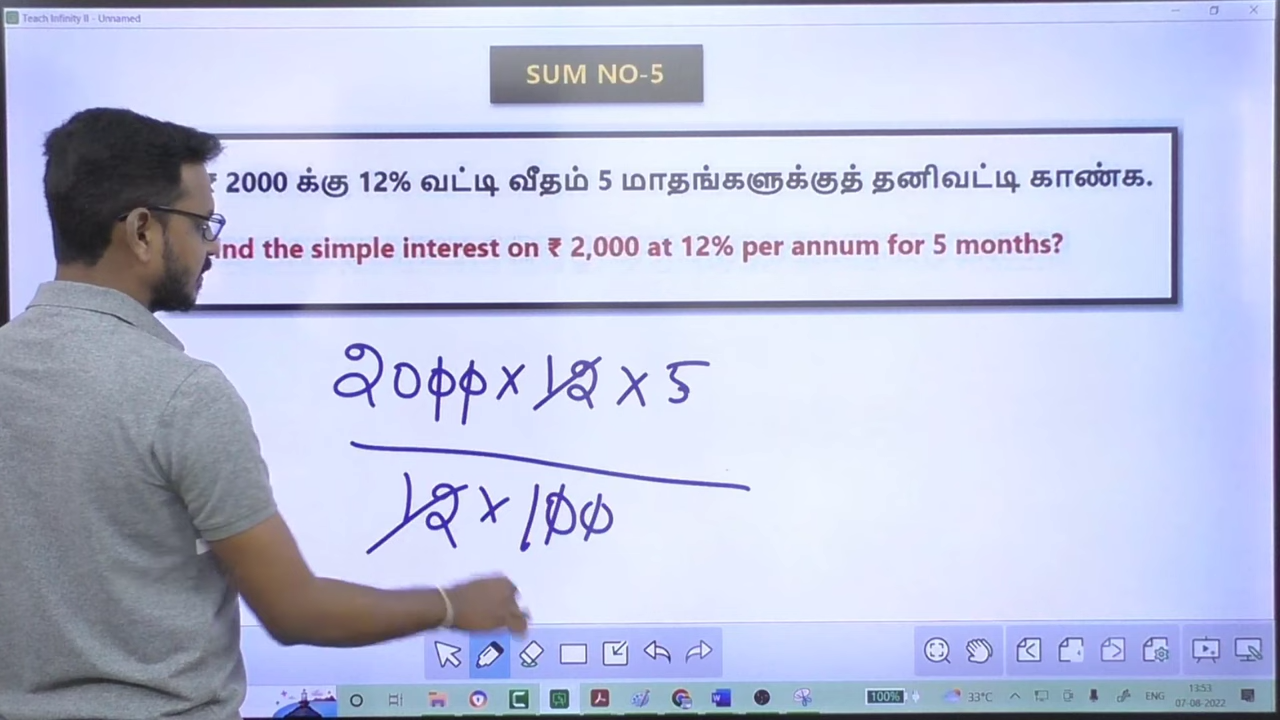 Teach Infinity II - Unnamed
SUM NO-5
₹ 2000 க்கு 12% வட்டி வீதம் 5 மாதங்களுக்குத் தனிவட்டி காண்க.
ind the simple interest on ₹ 2,000 at 12% per annum for 5 months?
2000 x 12 x 5
12 x 100
100%
33°C
ENG
13:53
07-08-2022